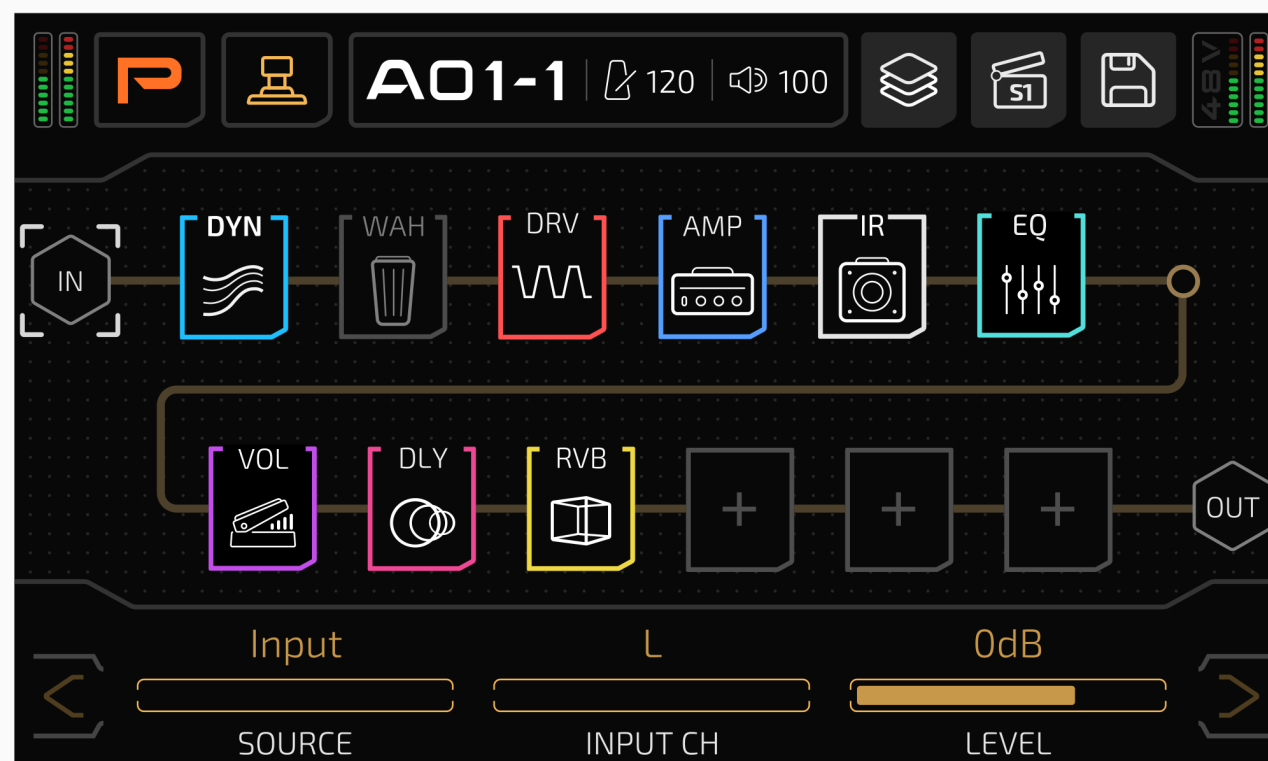 A01-1 120 100 S1 48V
DYN WAH DRV AMP IR EQ
IN
VOL DLY RVB
OUT
Input L 0dB
SOURCE INPUT CH LEVEL